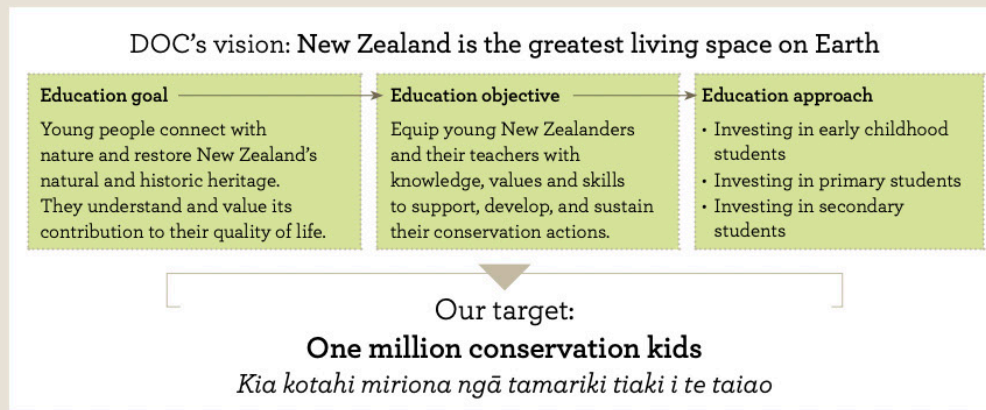 DOC’s vision: New Zealand is the greatest living space on Earth
Education goal
Young people connect with
nature and restore New Zealand’s
natural and historic heritage.
They understand and value its
contribution to their quality of life.
Education objective
Equip young New Zealanders
and their teachers with
knowledge, values and skills
to support, develop, and sustain
their conservation actions.
Education approach
• Investing in early childhood
students
• Investing in primary students
• Investing in secondary
students
Our target:
One million conservation kids
Kia kotahi miriona ngā tamariki tiaki i te taiao